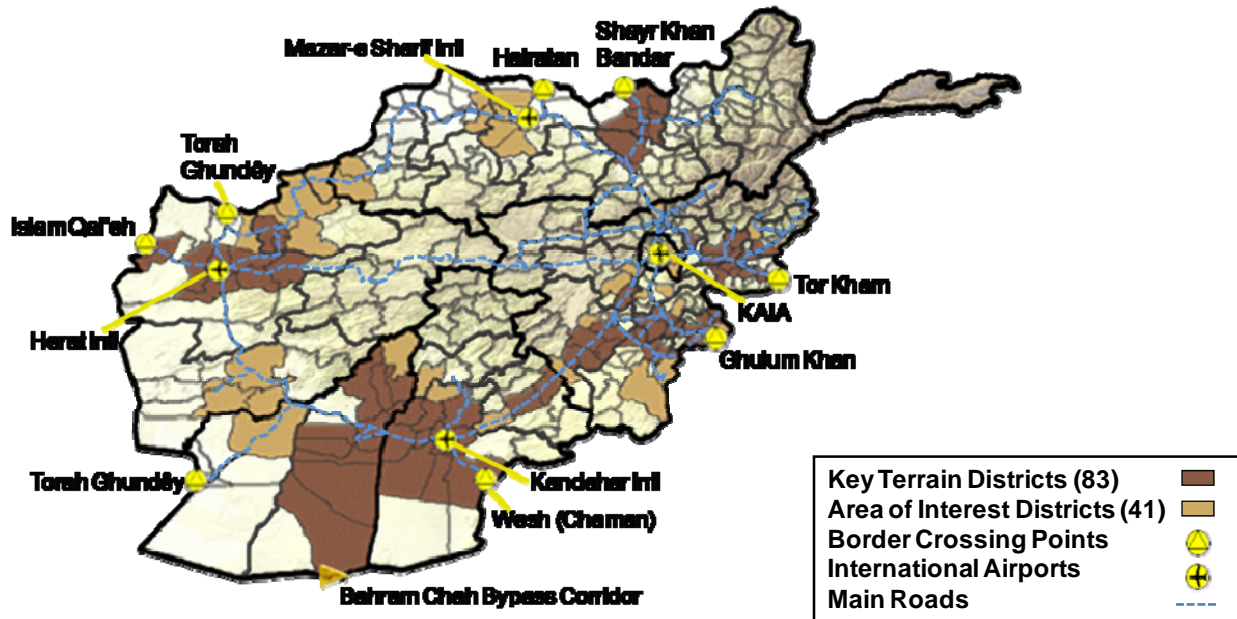 Mazar-e Sharif Intl
Hairatan
Shayr Khan
Bandar
Torah
Ghundēy
Islam Qal'eh
Herat Intl
Tor Kham
KAIA
Ghulum Khan
Torah Ghundēy
Kandahar Intl
Wesh (Chaman)
Bahram Chah Bypass Corridor
Key Terrain Districts (83)
Area of Interest Districts (41)
Border Crossing Points
International Airports
Main Roads